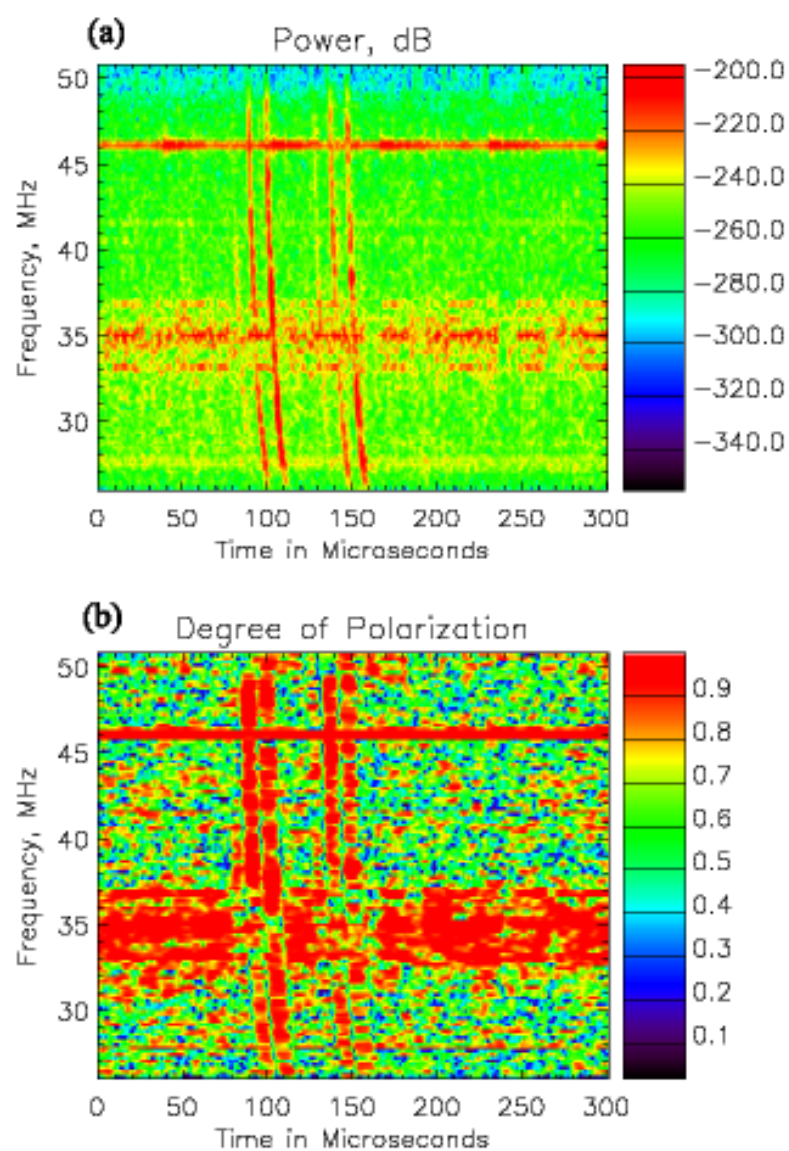 (a)
Power, dB
50
45
40
35
30
Frequency, MHz
0 50 100 150 200 250 300
Time in Microseconds
−200.0
−220.0
−240.0
−260.0
−280.0
−300.0
−320.0
−340.0
(b)
Degree of Polarization
50
45
40
35
30
Frequency, MHz
0 50 100 150 200 250 300
Time in Microseconds
0.9
0.8
0.7
0.6
0.5
0.4
0.3
0.2
0.1